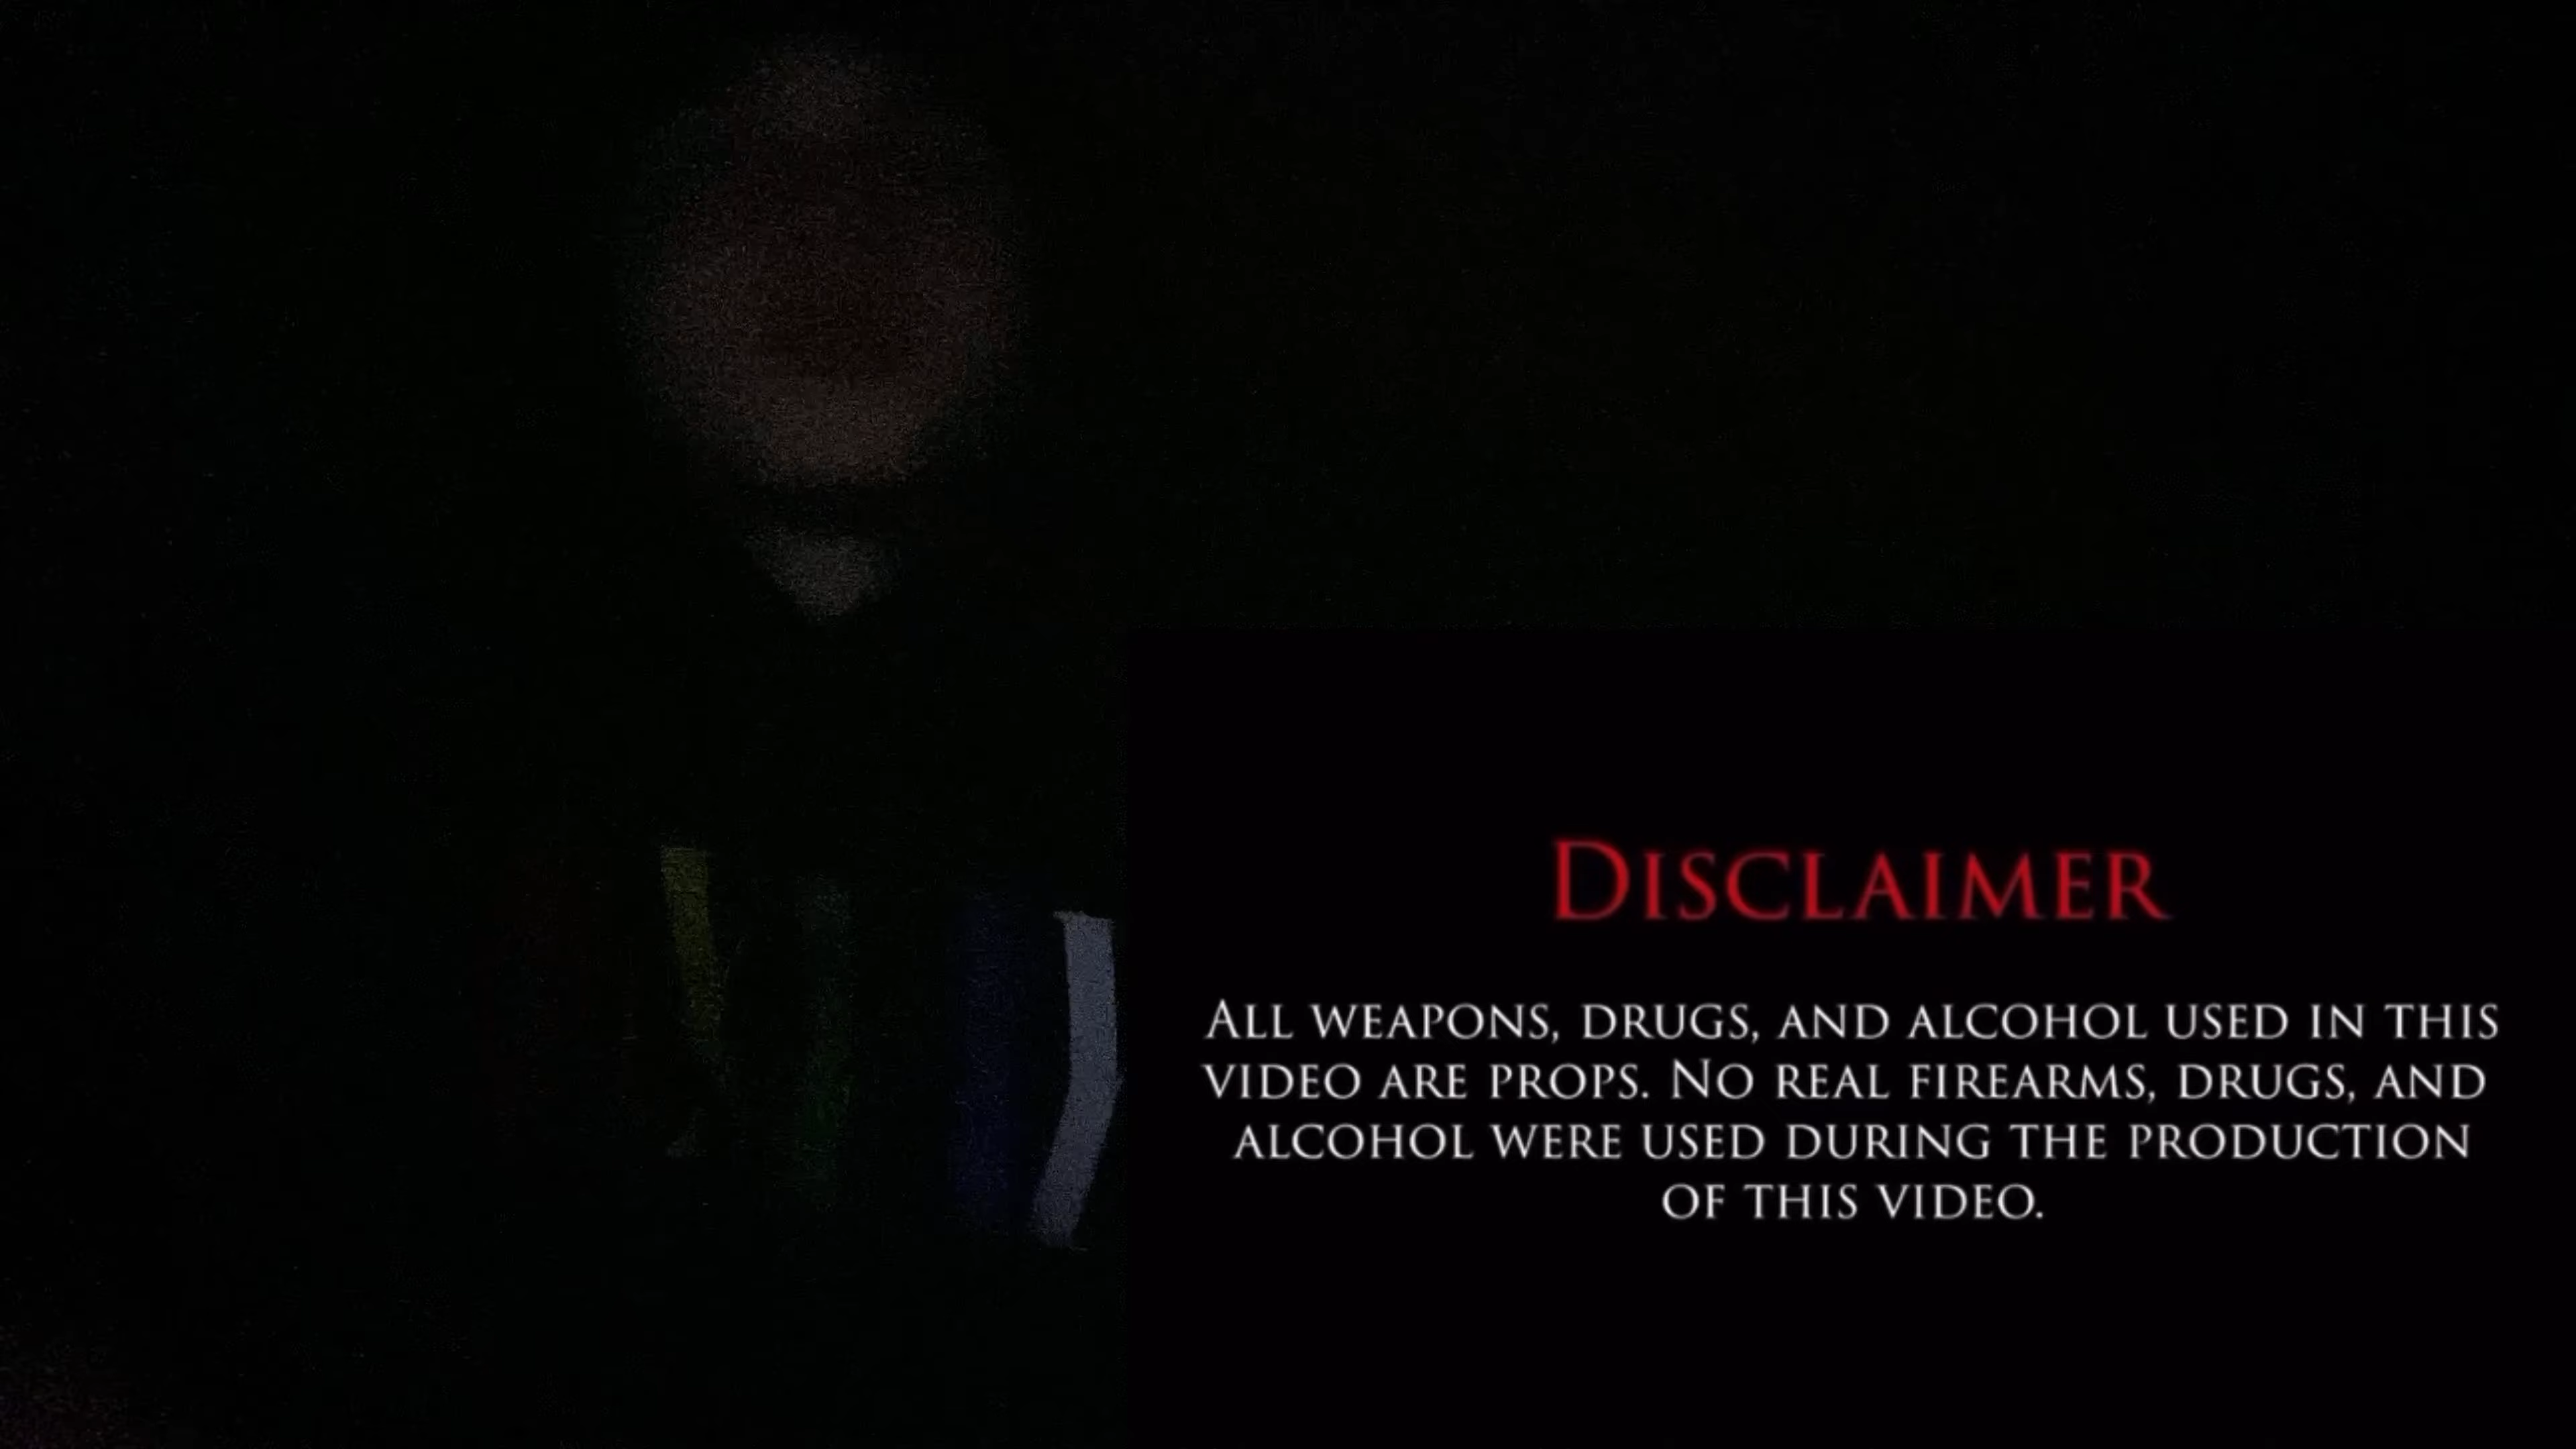 DISCLAIMER
ALL WEAPONS, DRUGS, AND ALCOHOL USED IN THIS
VIDEO ARE PROPS. NO REAL FIREARMS, DRUGS, AND
ALCOHOL WERE USED DURING THE PRODUCTION
OF THIS VIDEO.